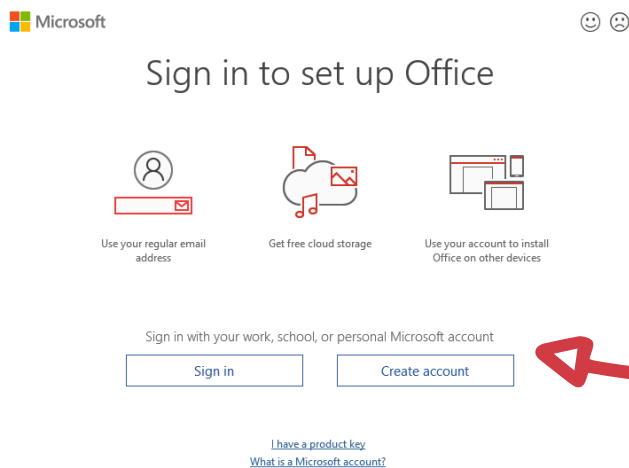 Microsoft
Sign in to set up Office
Use your regular email
address
Get free cloud storage
Use your account to install
Office on other devices
Sign in with your work, school, or personal Microsoft account
Sign in
Create account
I have a product key
What is a Microsoft account?